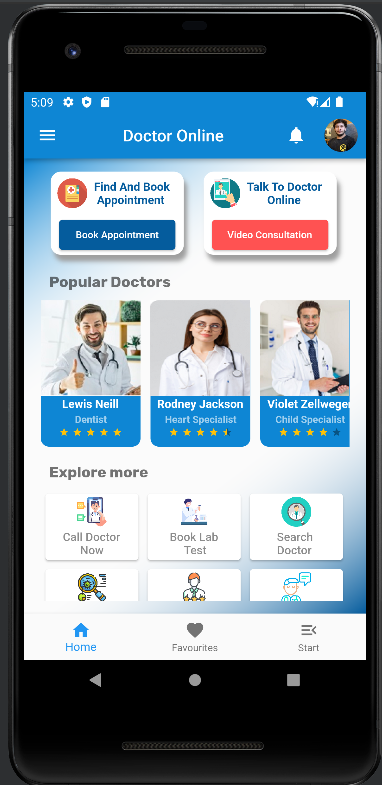 5:09
Doctor Online
Find And Book
Appointment
Book Appointment
Talk To Doctor
Online
Video Consultation
Popular Doctors
Lewis Neill
Dentist
Rodney Jackson
Heart Specialist
Violet Zellweger
Child Specialist
Explore more
Call Doctor
Now
Book Lab
Test
Search
Doctor
Home
Favourites
Start